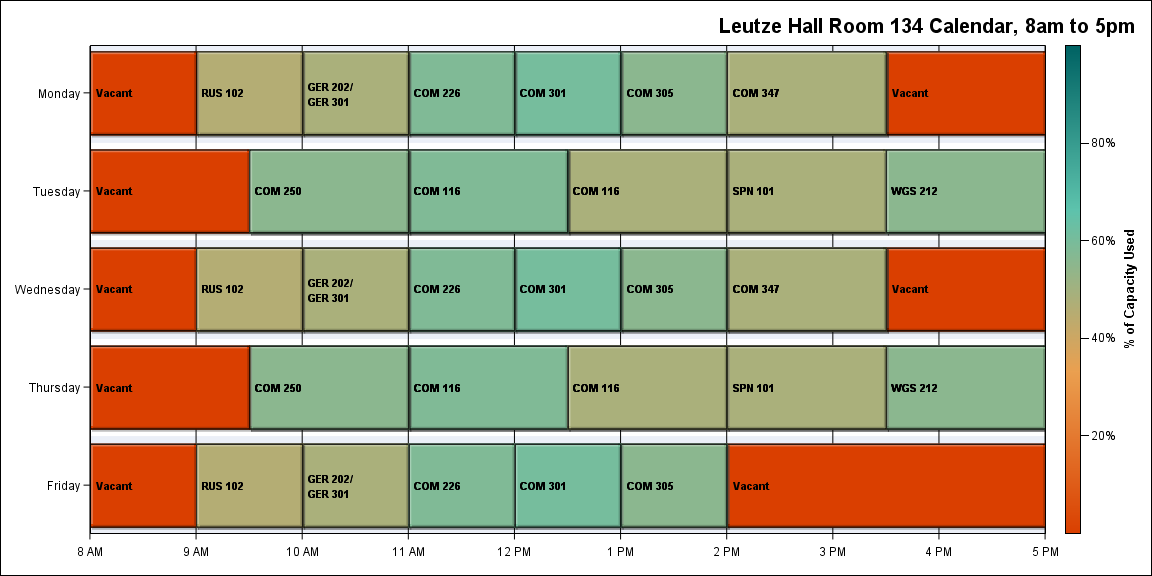 Leutze Hall Room 134 Calendar, 8am to 5pm
Monday
Vacant
RUS 102
GER 202/
GER 301
COM 226
COM 301
COM 305
COM 347
Vacant
Tuesday
Vacant
COM 250
COM 116
COM 116
SPN 101
WGS 212
Wednesday
Vacant
RUS 102
GER 202/
GER 301
COM 226
COM 301
COM 305
COM 347
Vacant
Thursday
Vacant
COM 250
COM 116
COM 116
SPN 101
WGS 212
Friday
Vacant
RUS 102
GER 202/
GER 301
COM 226
COM 301
COM 305
Vacant
8 AM
9 AM
10 AM
11 AM
12 PM
1 PM
2 PM
3 PM
4 PM
5 PM
80%
60%
40%
20%
% of Capacity Used